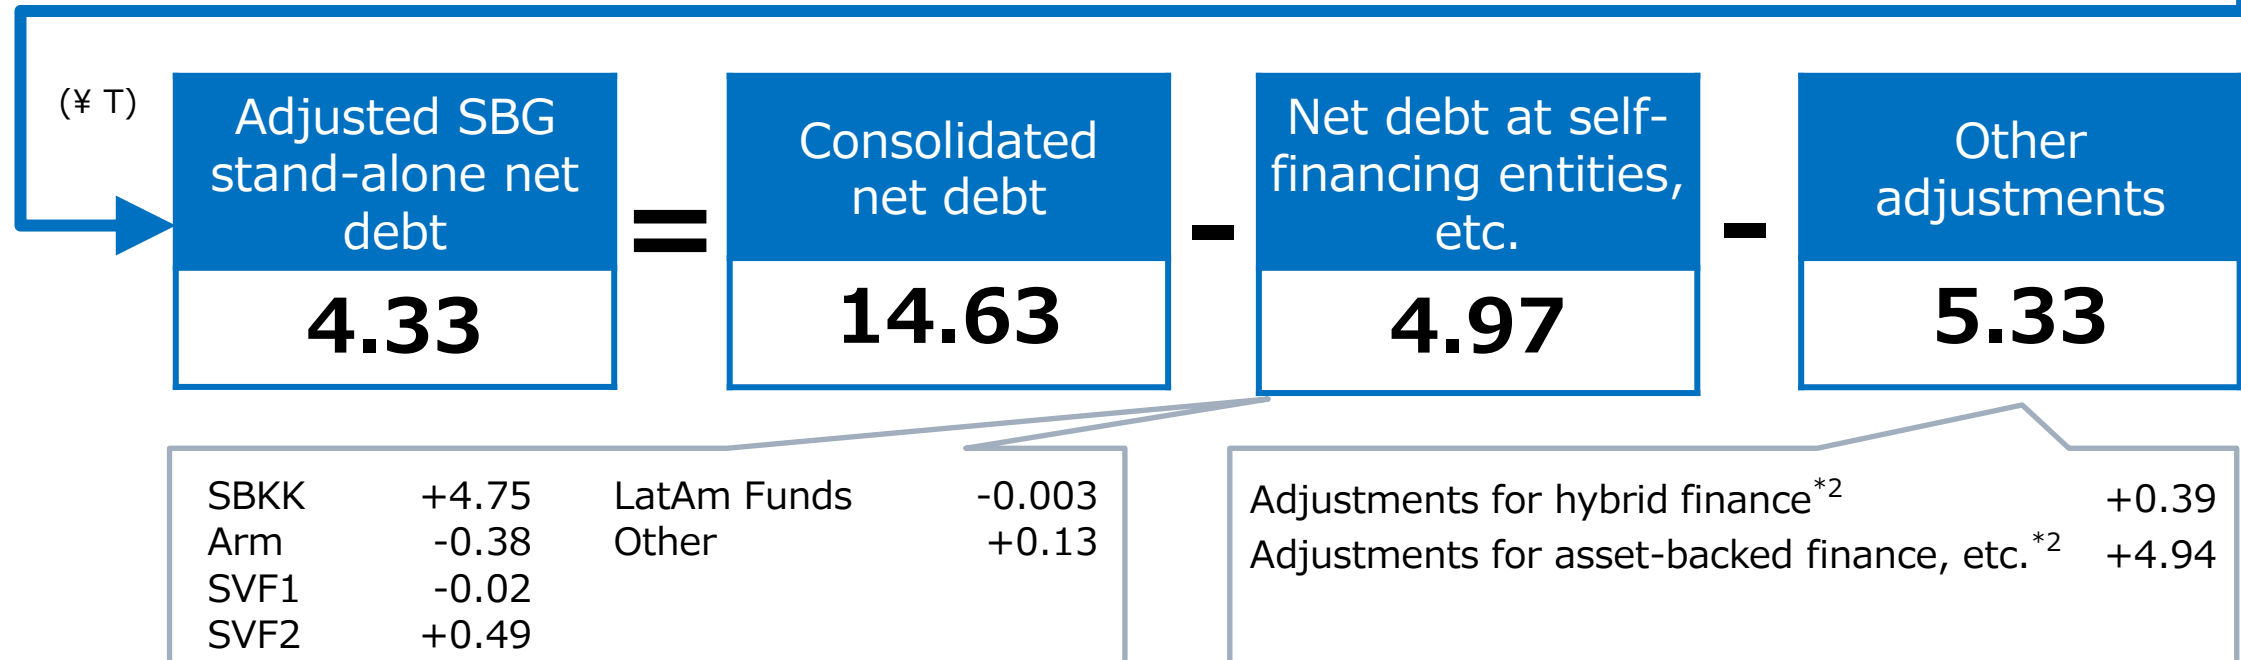 (¥ T)
Adjusted SBG
stand-alone net
debt
4.33
=
Consolidated
net debt
14.63
-
Net debt at self-
financing entities,
etc.
4.97
-
Other
adjustments
5.33
SBKK +4.75 LatAm Funds -0.003
Arm -0.38 Other +0.13
SVF1 -0.02
SVF2 +0.49
Adjustments for hybrid finance*2 +0.39
Adjustments for asset-backed finance, etc.*2 +4.94